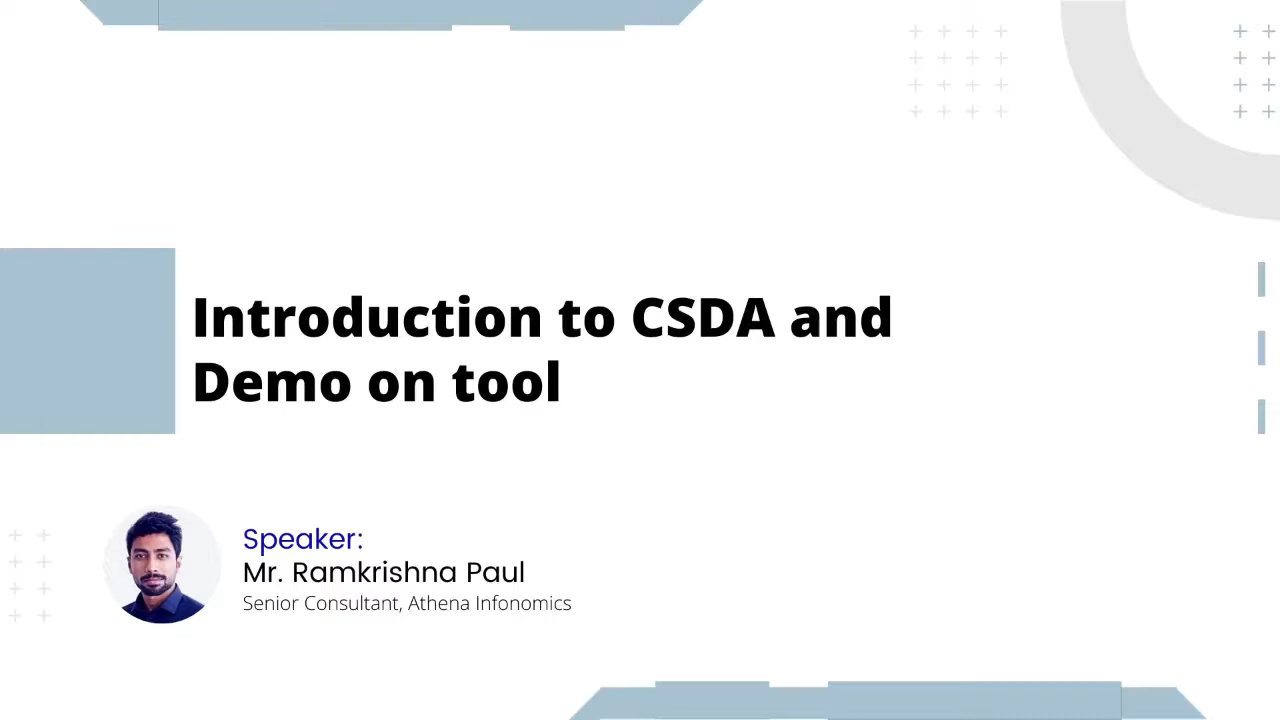 Introduction to CSDA and
Demo on tool
Speaker:
Mr. Ramkrishna Paul
Senior Consultant, Athena Infonomics